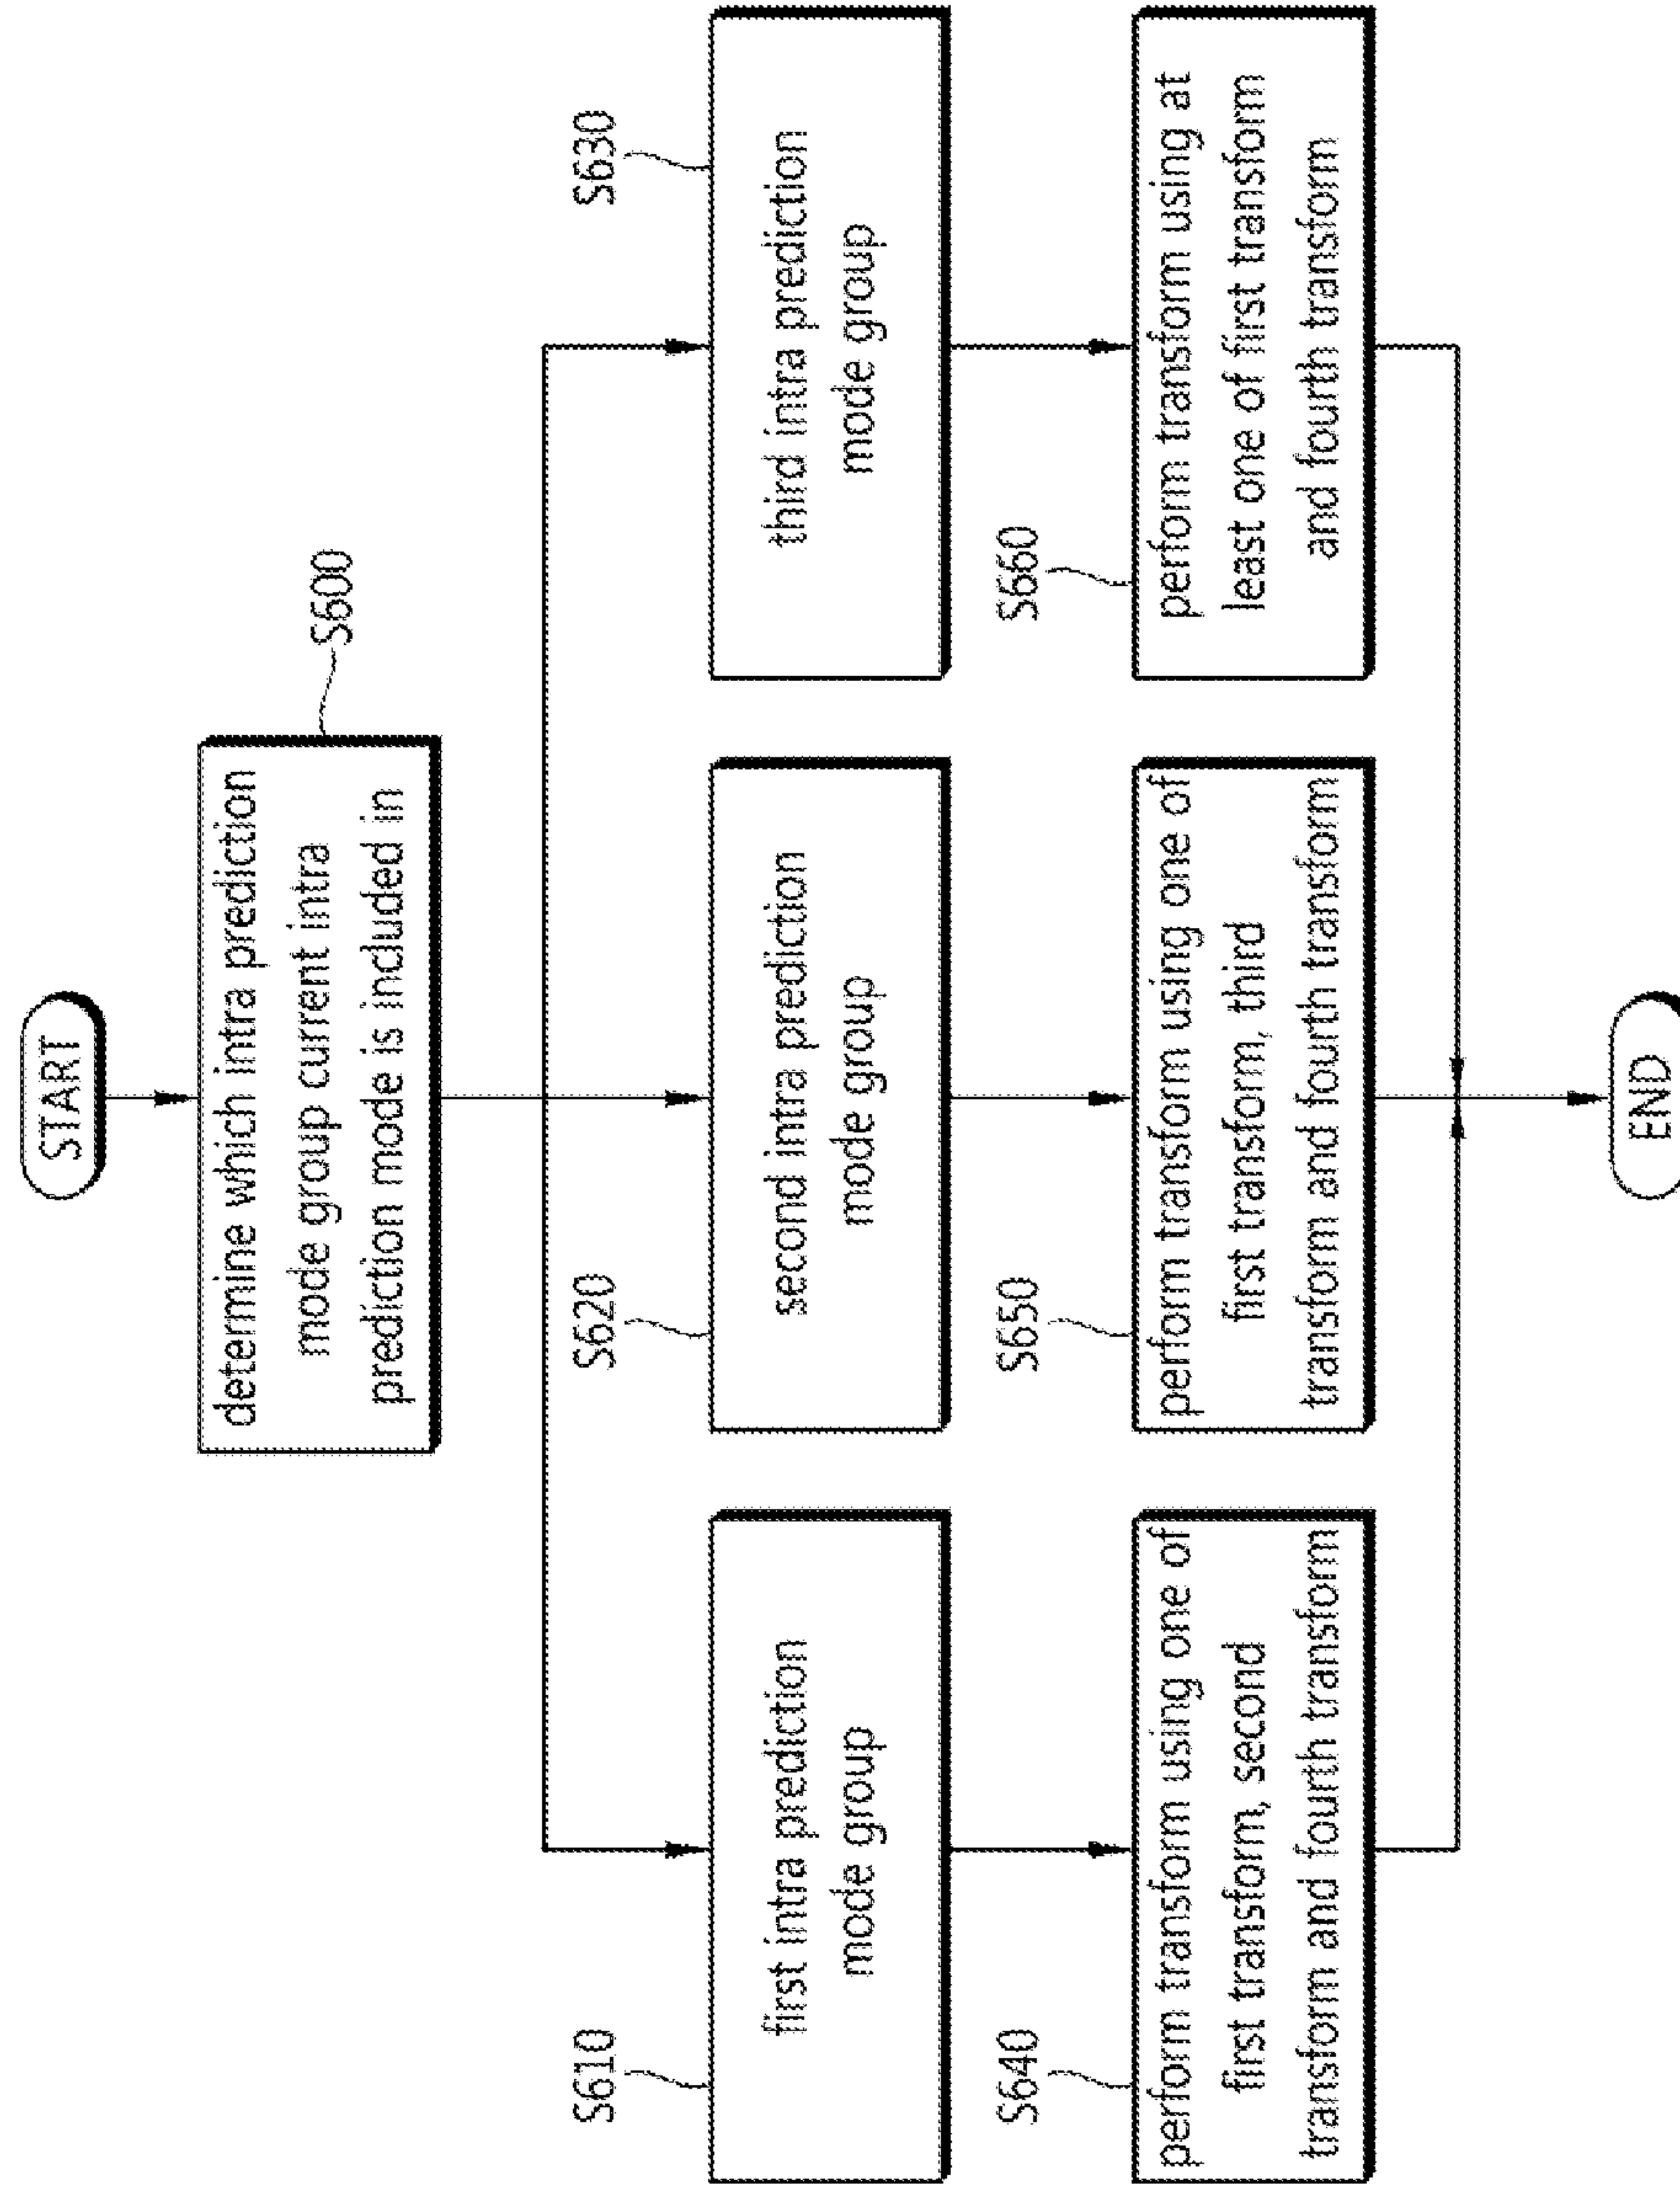 START
S600
determine which intra prediction
mode group current intra
prediction mode is included in
S610
first intra prediction
mode group
S620
second intra prediction
mode group
S630
third intra prediction
mode group
S640
perform transform using one of
first transform, second
transform and fourth transform
S650
perform transform using one of
first transform, third
transform and fourth transform
S660
perform transform using at
least one of first transform
and fourth transform
END